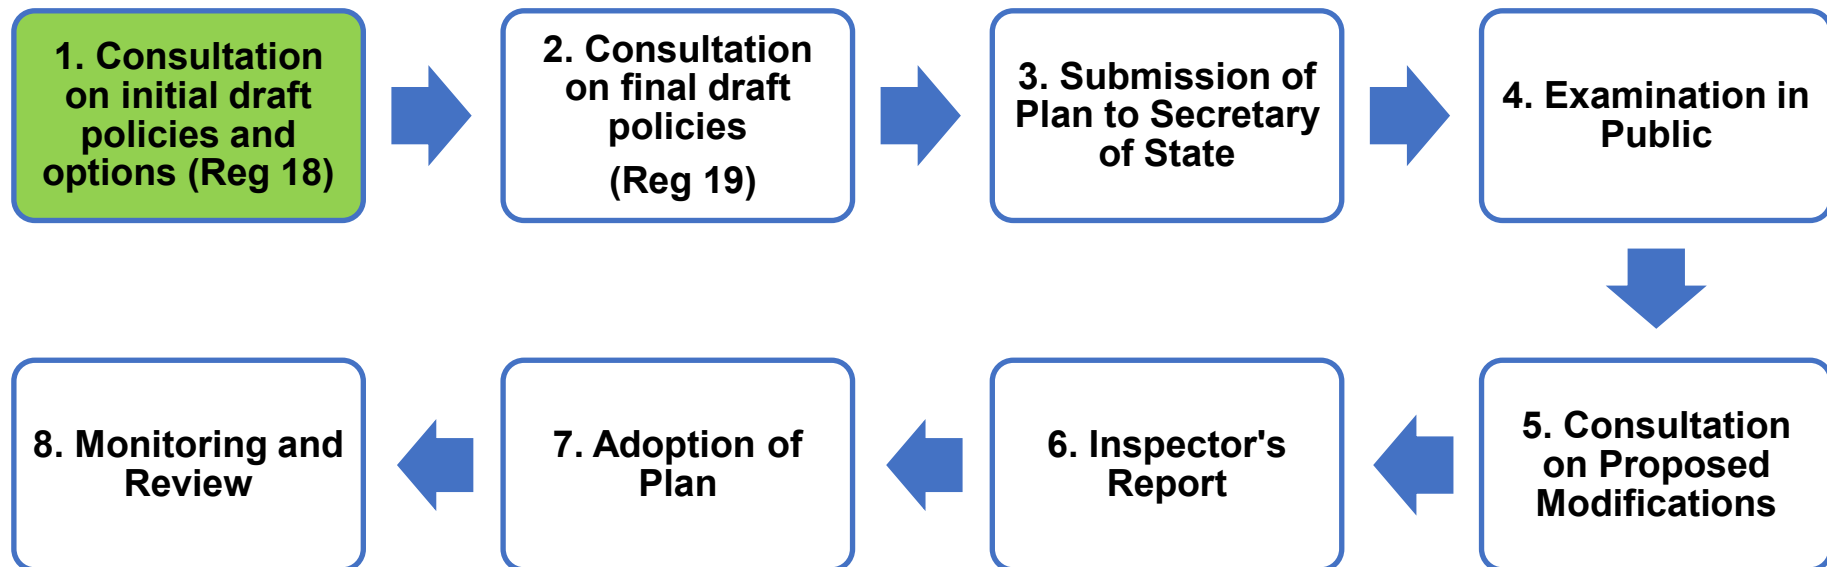 1. Consultation
on initial draft
policies and
options (Reg 18)
2. Consultation
on final draft
policies
(Reg 19)
3. Submission of
Plan to Secretary
of State
4. Examination in
Public
5. Consultation
on Proposed
Modifications
6. Inspector's
Report
7. Adoption of
Plan
8. Monitoring and
Review